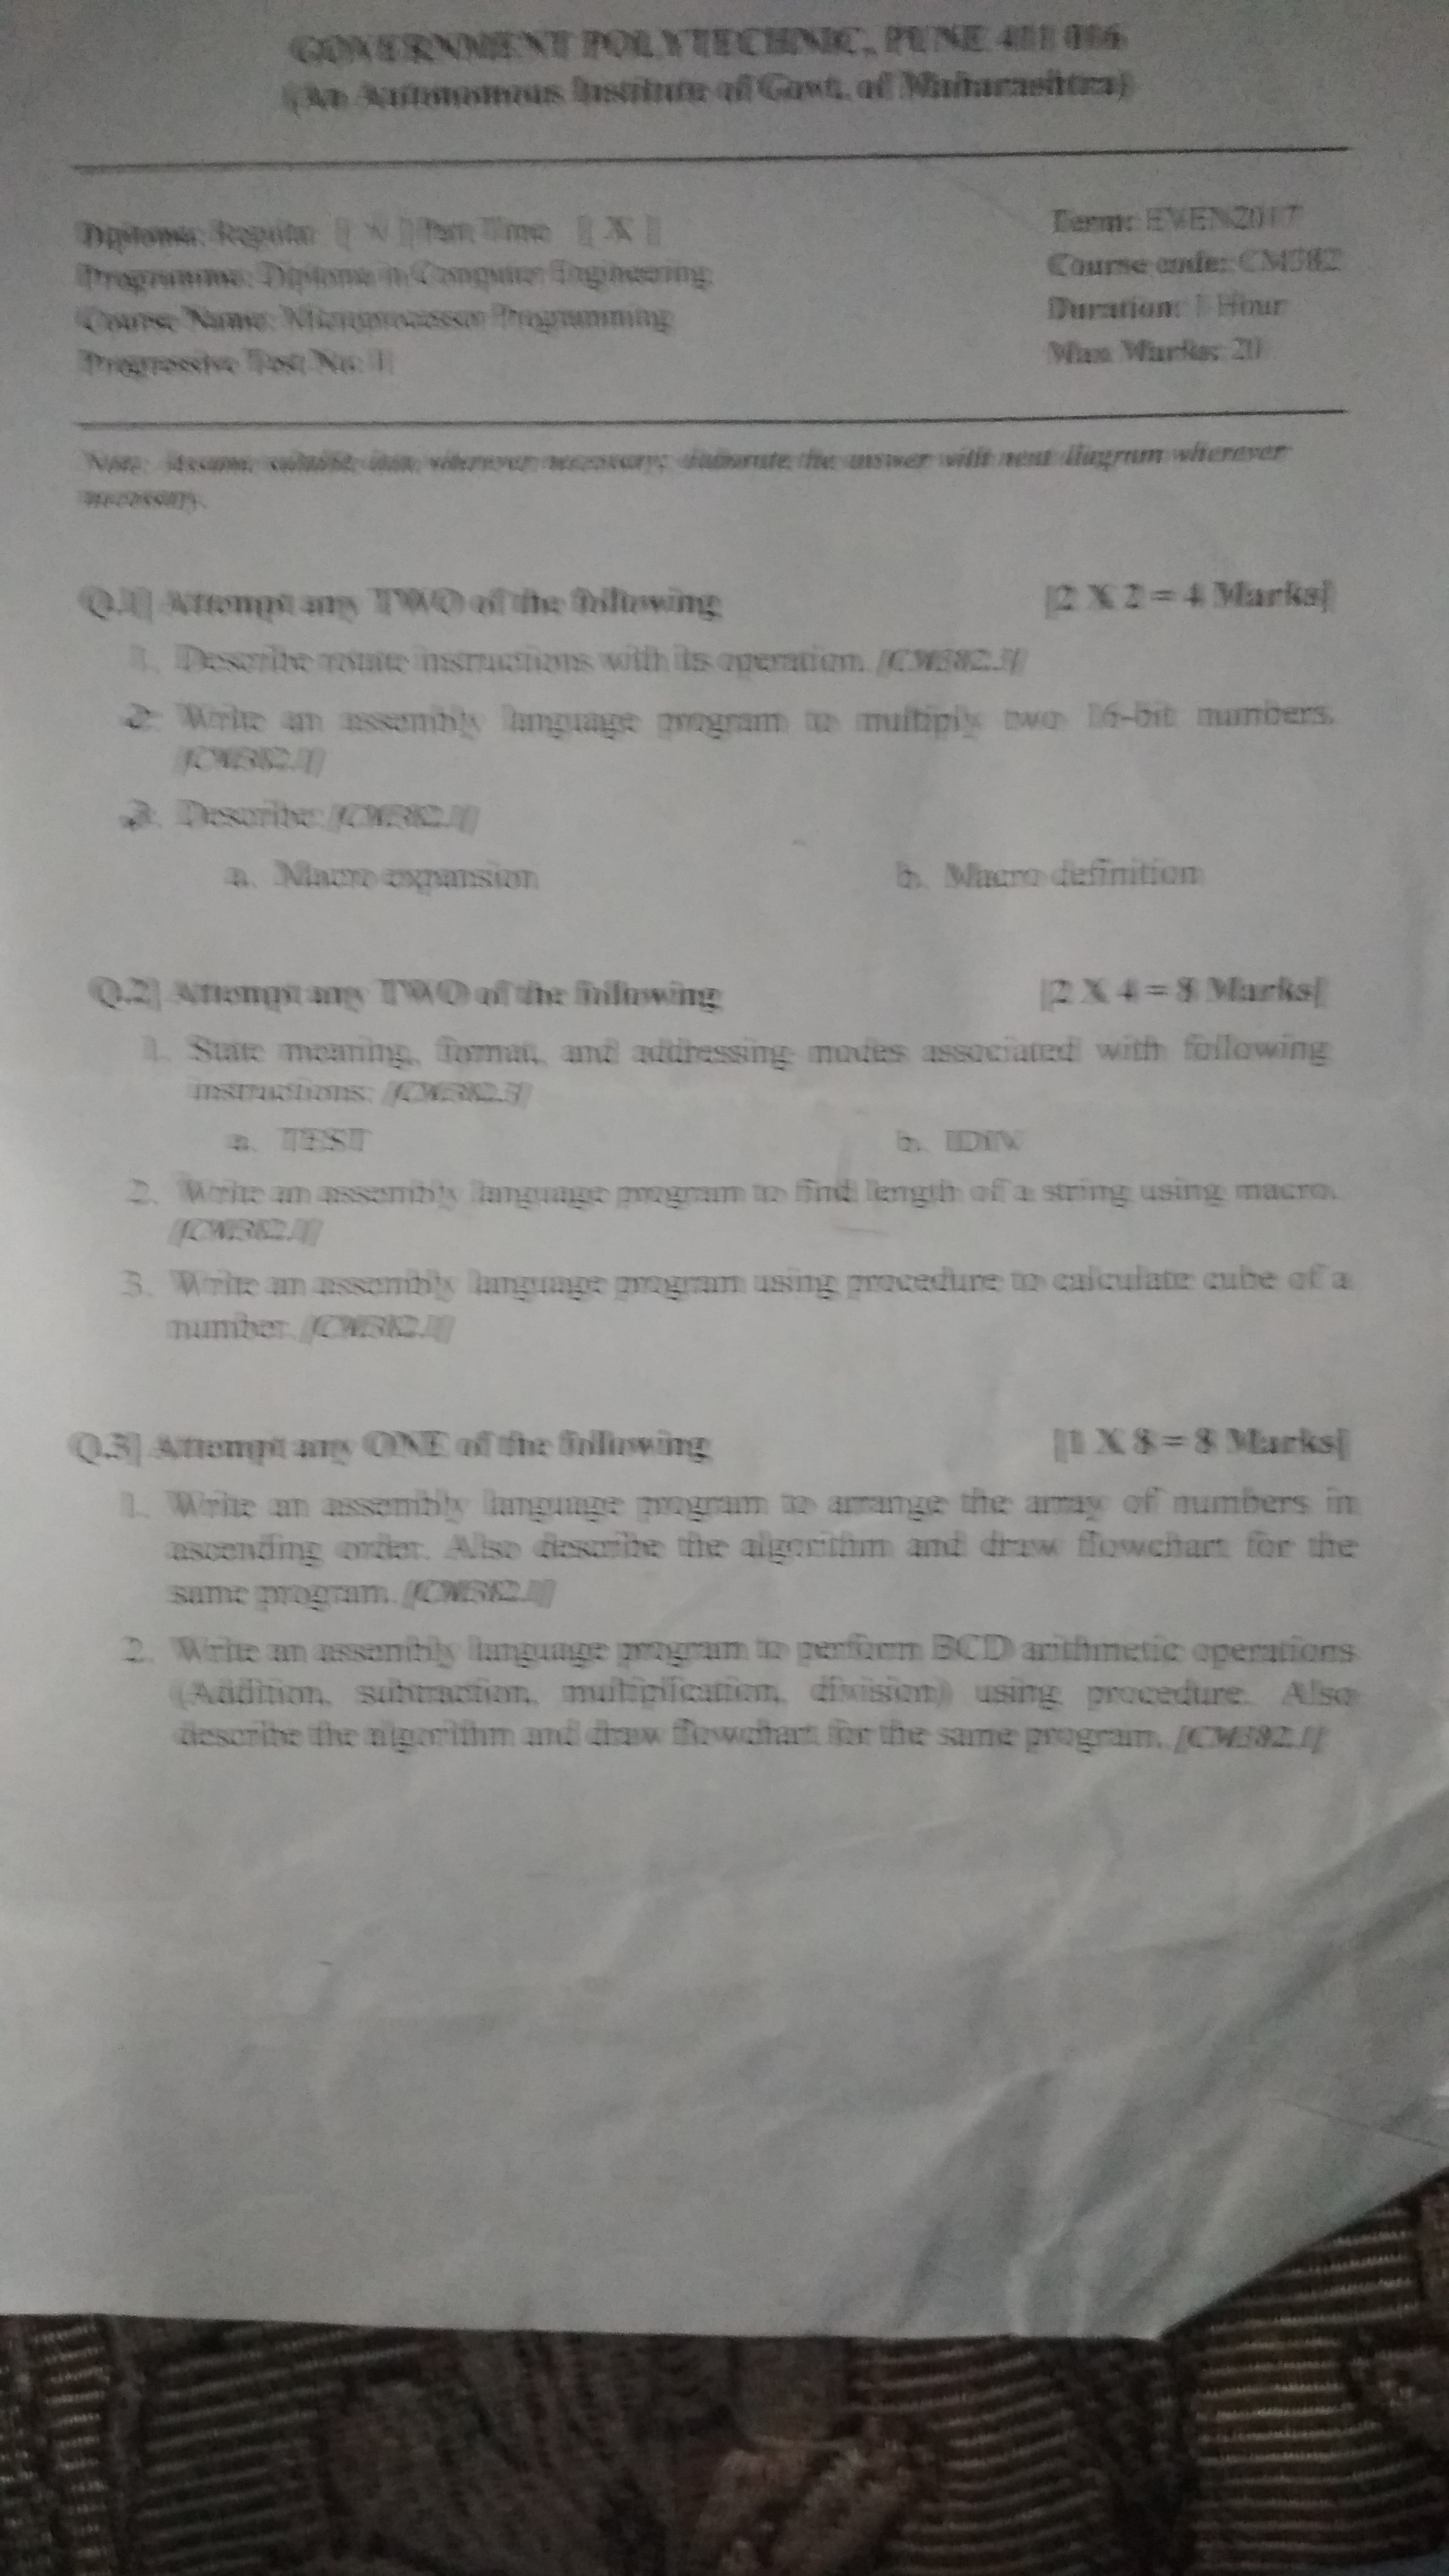 GOVERNMENT POLYTECHNIC, PUNE 411 016
(An Autonomous Institute of Govt. of Maharashtra)
Diploma: Regular [ ] Part Time [ X ]
Term: EVEN2017
Programme: Diploma in Computer Engineering
Course code: CM382
Course Name: Microprocessor Programming
Duration: 1 Hour
Progressive Test No: 1
Max Marks: 20
Note: Assume suitable data wherever necessary; illustrate the answer with neat diagram wherever
necessary.
Q.1] Attempt any TWO of the following [2 X 2 = 4 Marks]
1. Describe rotate instructions with its operation. [CM382.3]
2. Write an assembly language program to multiply two 16-bit numbers.
[CM382.1]
3. Describe: [CM382.1]
a. Macro expansion b. Macro definition
Q.2] Attempt any TWO of the following [2 X 4 = 8 Marks]
1. State meaning, format, and addressing modes associated with following
instructions: [CM382.3]
a. TEST b. IDIV
2. Write an assembly language program to find length of a string using macro.
[CM382.1]
3. Write an assembly language program using procedure to calculate cube of a
number. [CM382.1]
Q.3] Attempt any ONE of the following [1 X 8 = 8 Marks]
1. Write an assembly language program to arrange the array of numbers in
ascending order. Also describe the algorithm and draw flowchart for the
same program. [CM382.1]
2. Write an assembly language program to perform BCD arithmetic operations
(Addition, subtraction, multiplication, division) using procedure. Also
describe the algorithm and draw flowchart for the same program. [CM382.1]